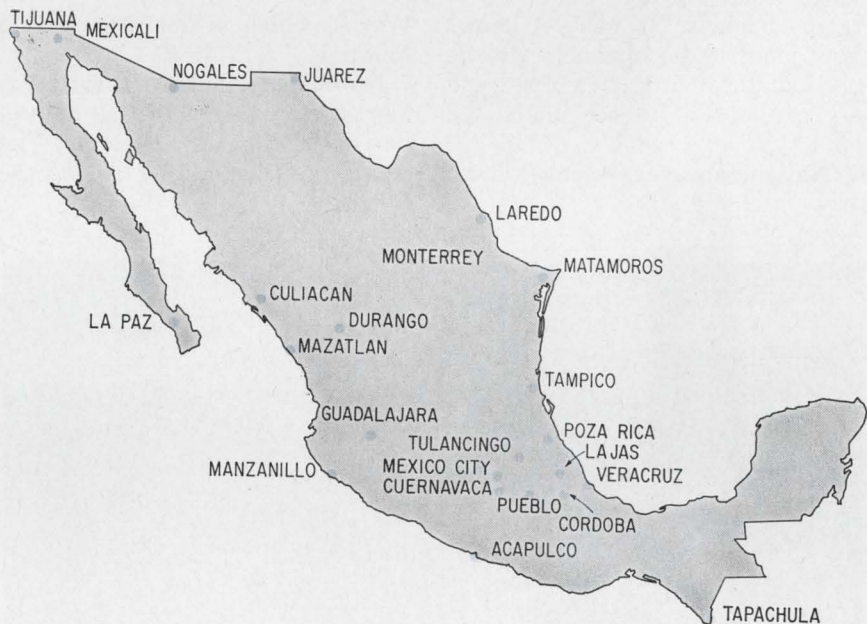 TIJUANA
MEXICALI
NOGALES
JUAREZ
LAREDO
MONTERREY
MATAMOROS
CULIACAN
LA PAZ
DURANGO
MAZATLAN
TAMPICO
GUADALAJARA
POZA RICA
TULANCINGO
LAJAS
MANZANILLO
MEXICO CITY
VERACRUZ
CUERNAVACA
PUEBLO
CORDOBA
ACAPULCO
TAPACHULA